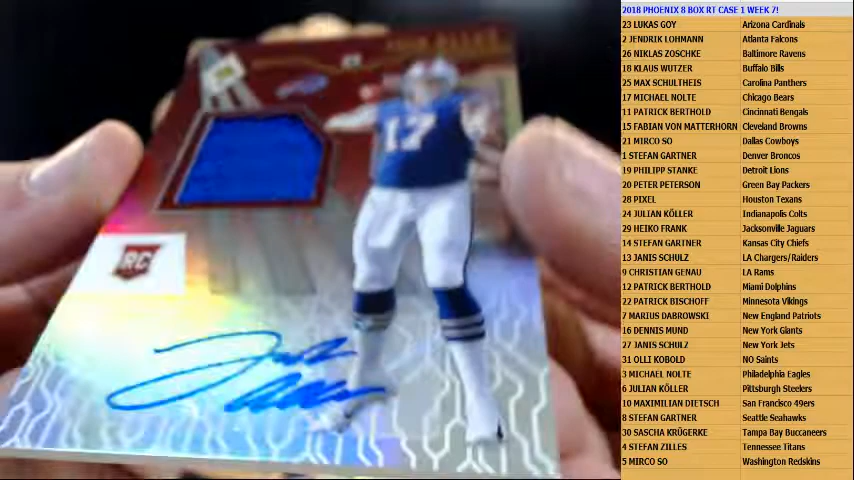 JOSH ALLEN
17
RC
2018 PHOENIX 8 BOX RT CASE 1 WEEK 7!
23 LUKAS GOY Arizona Cardinals
2 JENDRIK LOHMANN Atlanta Falcons
26 NIKLAS ZOSCHKE Baltimore Ravens
18 KLAUS WUTZER Buffalo Bills
25 MAX SCHULTHEIS Carolina Panthers
17 MICHAEL NOLTE Chicago Bears
11 PATRICK BERTHOLD Cincinnati Bengals
15 FABIAN VON MATTERHORN Cleveland Browns
21 MIRCO SO Dallas Cowboys
1 STEFAN GARTNER Denver Broncos
19 PHILIPP STANKE Detroit Lions
20 PETER PETERSON Green Bay Packers
28 PIXEL Houston Texans
24 JULIAN KÖLLER Indianapolis Colts
29 HEIKO FRANK Jacksonville Jaguars
14 STEFAN GARTNER Kansas City Chiefs
13 JANIS SCHULZ LA Chargers/Raiders
9 CHRISTIAN GENAU LA Rams
12 PATRICK BERTHOLD Miami Dolphins
22 PATRICK BISCHOFF Minnesota Vikings
7 MARIUS DABROWSKI New England Patriots
16 DENNIS MUND New York Giants
27 JANIS SCHULZ New York Jets
31 OLLI KOBOLD NO Saints
3 MICHAEL NOLTE Philadelphia Eagles
6 JULIAN KÖLLER Pittsburgh Steelers
10 MAXIMILIAN DIETSCH San Francisco 49ers
8 STEFAN GARTNER Seattle Seahawks
30 SASCHA KRÜGERKE Tampa Bay Buccaneers
4 STEFAN ZILLES Tennessee Titans
5 MIRCO SO Washington Redskins